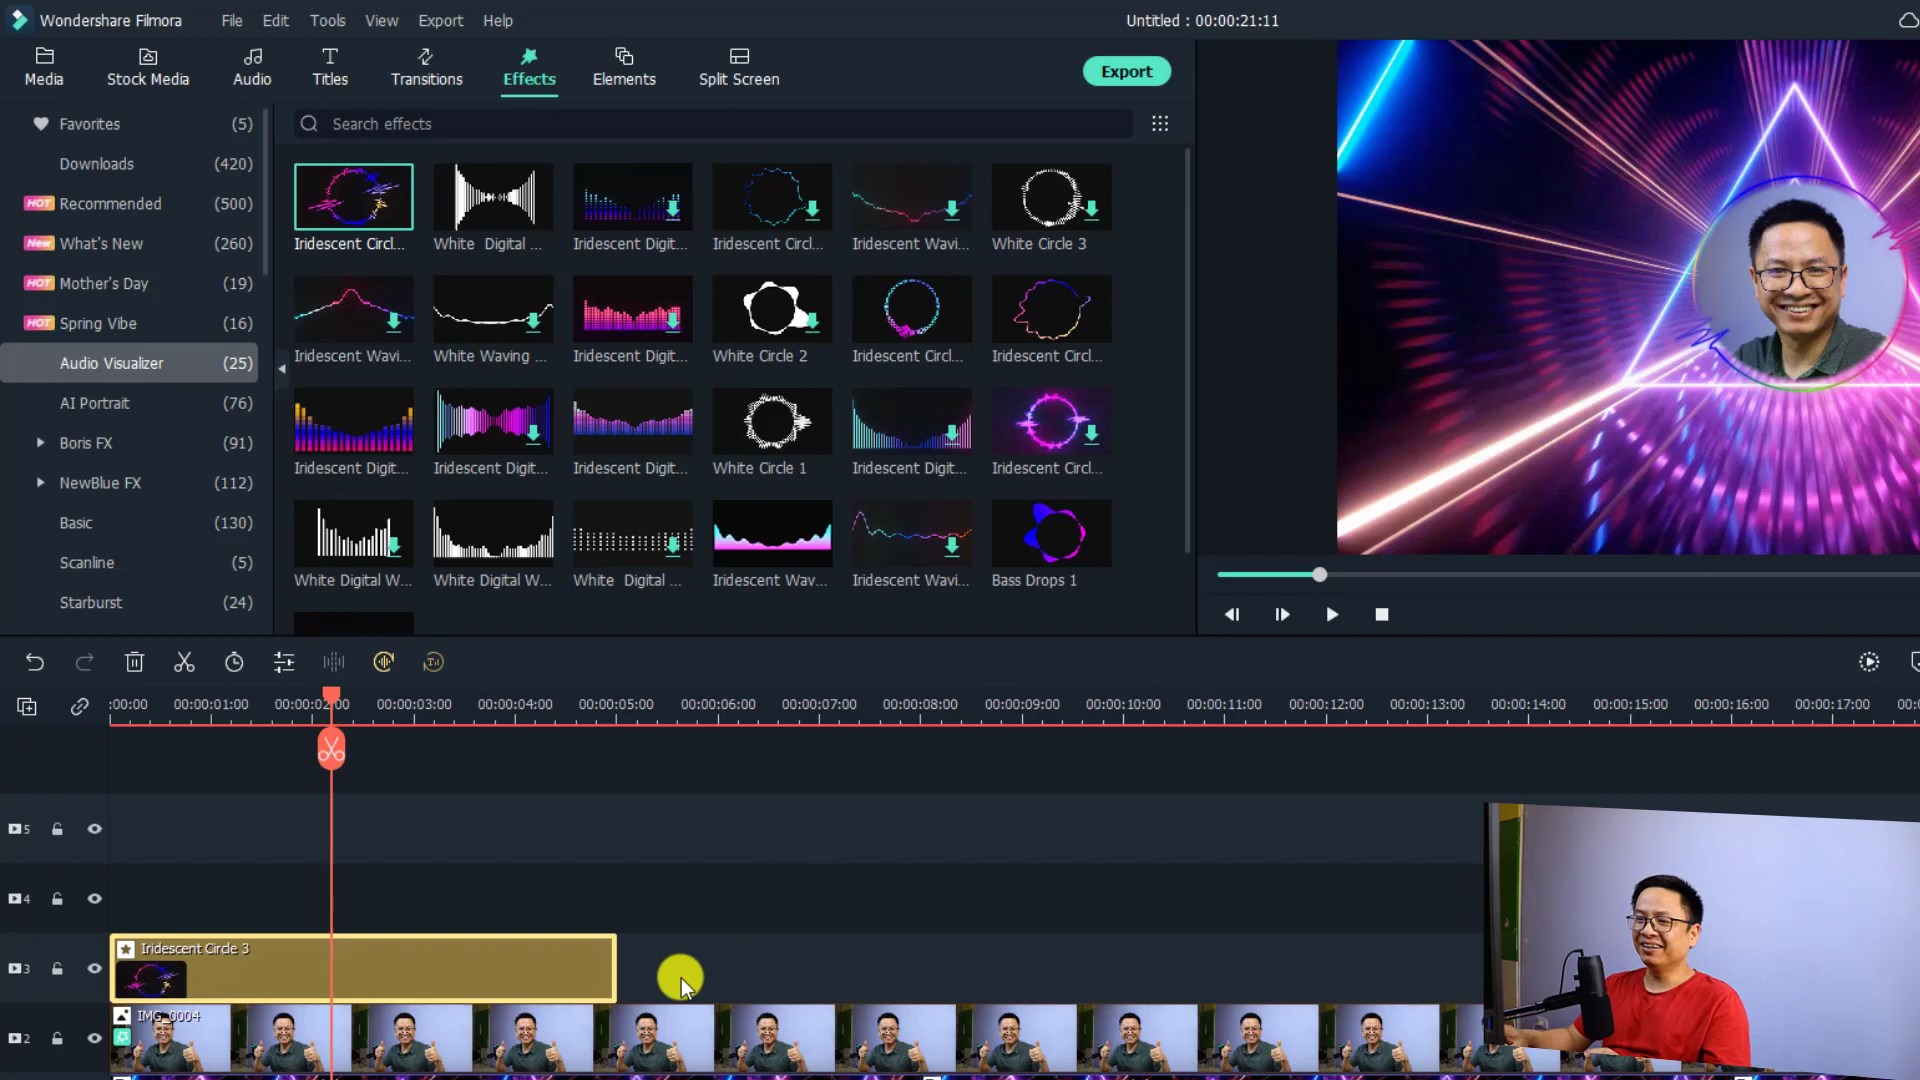 Wondershare Filmora File Edit Tools View Export Help Untitled : 00:00:21:11
Media Stock Media Audio Titles Transitions Effects Elements Split Screen Export
Search effects
Favorites (5)
Downloads (420)
HOT Recommended (500)
New What's New (260)
HOT Mother's Day (19)
HOT Spring Vibe (16)
Audio Visualizer (25)
AI Portrait (76)
Boris FX (91)
NewBlue FX (112)
Basic (130)
Scanline (5)
Starburst (24)
Iridescent Circl... White Digital ... Iridescent Digit... Iridescent Circl... Iridescent Wavi... White Circle 3
Iridescent Wavi... White Waving ... Iridescent Digit... White Circle 2 Iridescent Circl... Iridescent Circl...
Iridescent Digit... Iridescent Digit... Iridescent Digit... White Circle 1 Iridescent Digit... Iridescent Circl...
White Digital W... White Digital W... White Digital ... Iridescent Wav... Iridescent Wavi... Bass Drops 1
:00:00 00:00:01:00 00:00:02:00 00:00:03:00 00:00:04:00 00:00:05:00 00:00:06:00 00:00:07:00 00:00:08:00 00:00:09:00 00:00:10:00 00:00:11:00 00:00:12:00 00:00:13:00 00:00:14:00 00:00:15:00 00:00:16:00 00:00:17:00 00:0
5
4
3
Iridescent Circle 3
2
IMG_0004